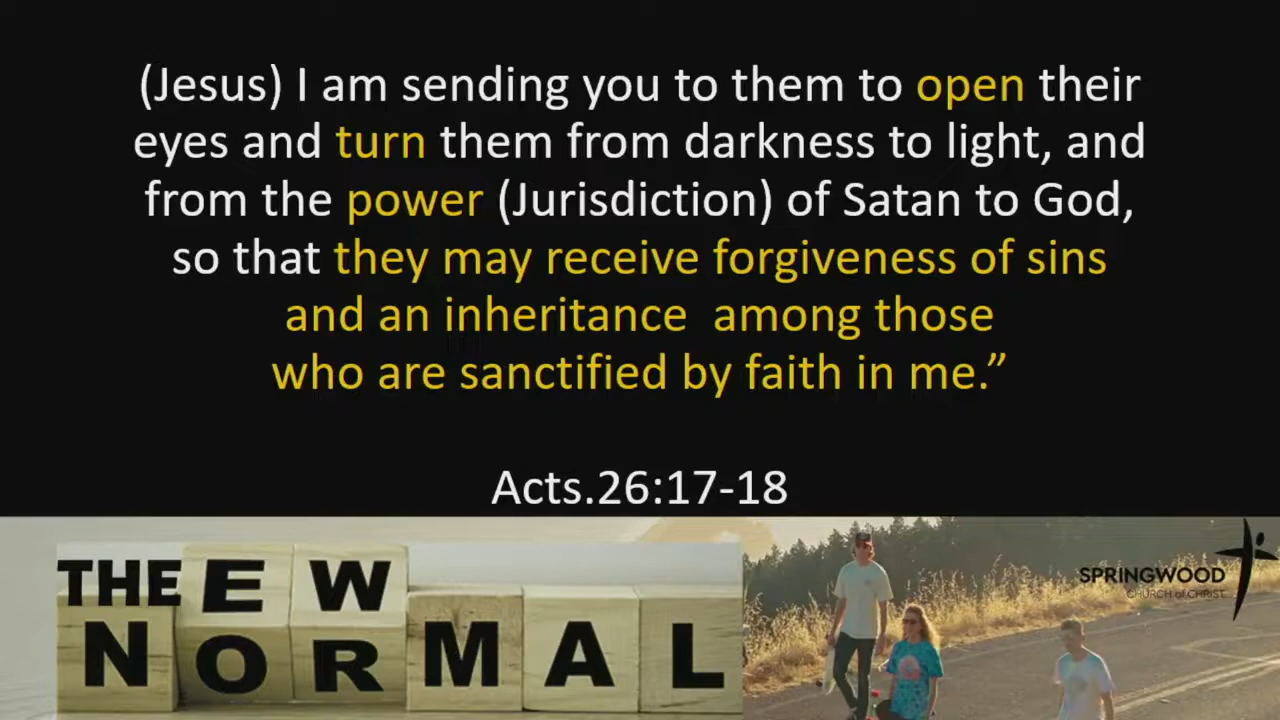 (Jesus) I am sending you to them to open their
eyes and turn them from darkness to light, and
from the power (Jurisdiction) of Satan to God,
so that they may receive forgiveness of sins
and an inheritance  among those
who are sanctified by faith in me.”
Acts.26:17-18
THE EW
NORMAL
SPRINGWOOD
CHURCH of CHRIST